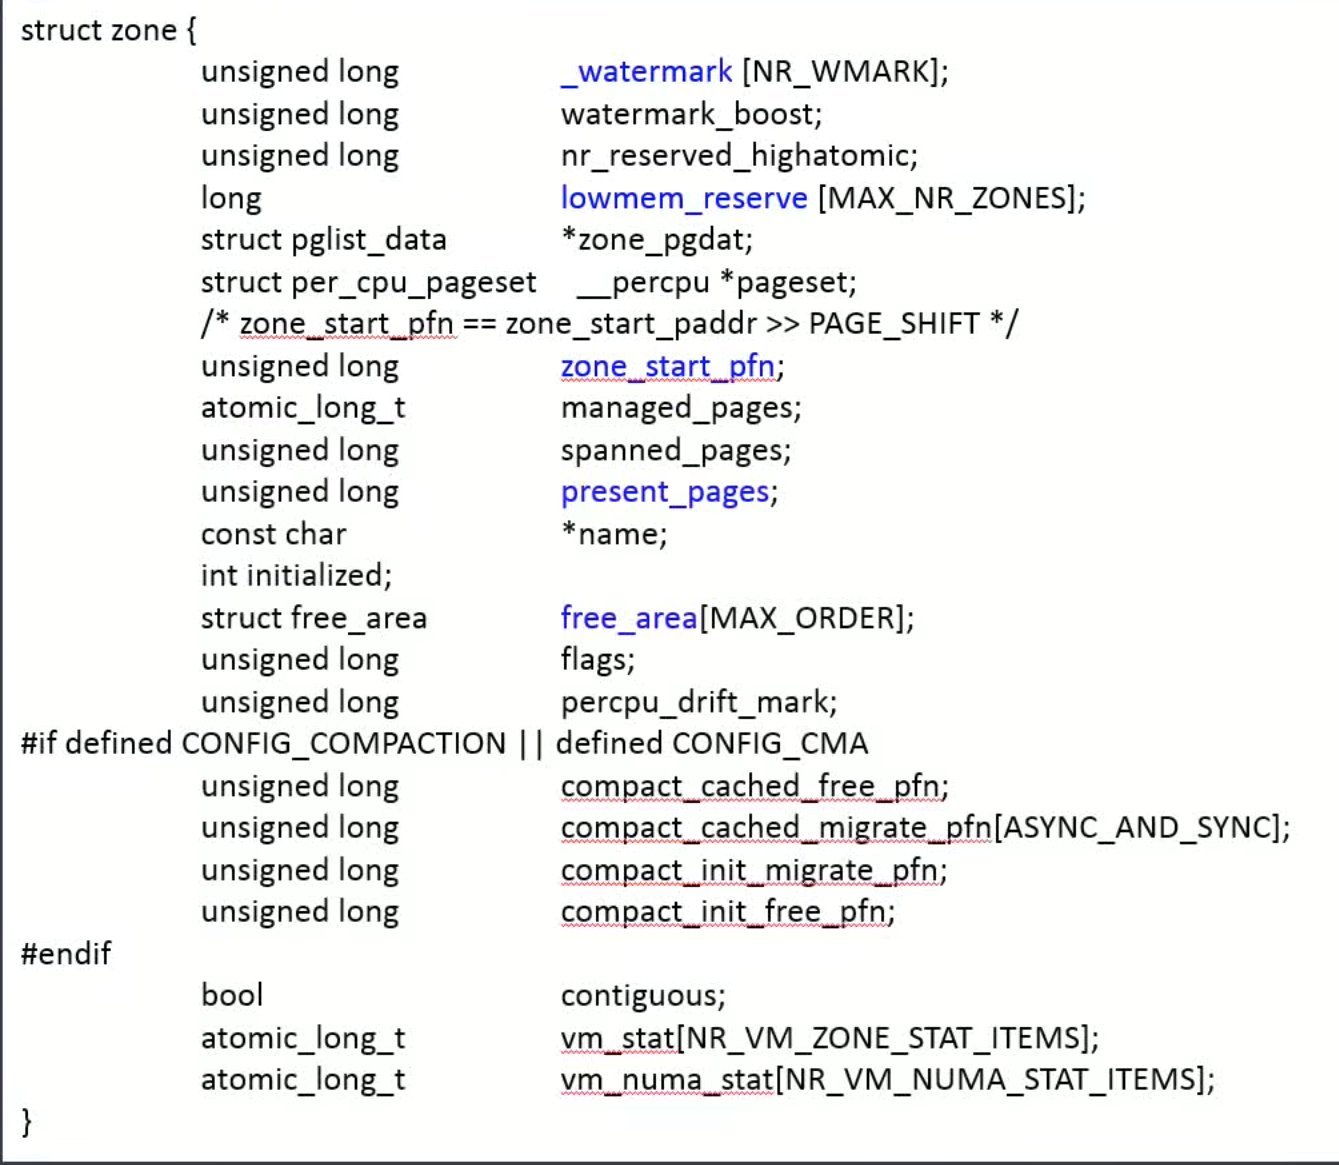 struct zone {
unsigned long _watermark [NR_WMARK];
unsigned long watermark_boost;
unsigned long nr_reserved_highatomic;
long lowmem_reserve [MAX_NR_ZONES];
struct pglist_data *zone_pgdat;
struct per_cpu_pageset __percpu *pageset;
/* zone_start_pfn == zone_start_paddr >> PAGE_SHIFT */
unsigned long zone_start_pfn;
atomic_long_t managed_pages;
unsigned long spanned_pages;
unsigned long present_pages;
const char *name;
int initialized;
struct free_area free_area[MAX_ORDER];
unsigned long flags;
unsigned long percpu_drift_mark;
#if defined CONFIG_COMPACTION || defined CONFIG_CMA
unsigned long compact_cached_free_pfn;
unsigned long compact_cached_migrate_pfn[ASYNC_AND_SYNC];
unsigned long compact_init_migrate_pfn;
unsigned long compact_init_free_pfn;
#endif
bool contiguous;
atomic_long_t vm_stat[NR_VM_ZONE_STAT_ITEMS];
atomic_long_t vm_numa_stat[NR_VM_NUMA_STAT_ITEMS];
}